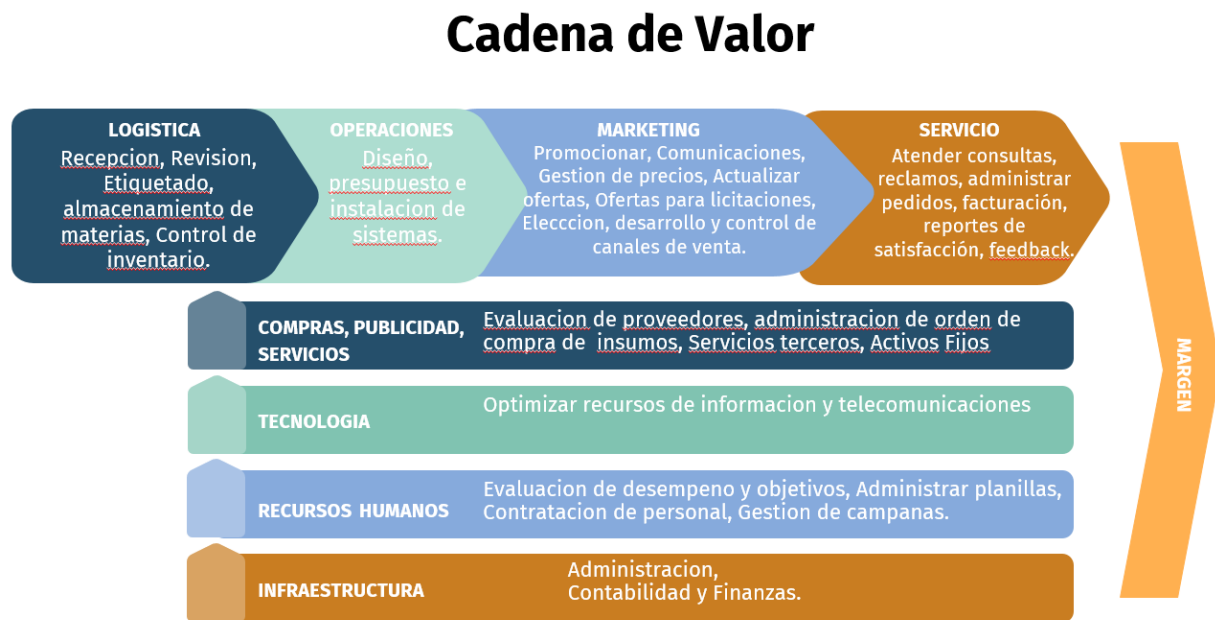 Cadena de Valor
LOGISTICA
Recepcion, Revision,
Etiquetado,
almacenamiento de
materias, Control de
inventario.
OPERACIONES
Diseño,
presupuesto e
instalacion de
sistemas.
MARKETING
Promocionar, Comunicaciones,
Gestion de precios, Actualizar
ofertas, Ofertas para licitaciones,
Elecccion, desarrollo y control de
canales de venta.
SERVICIO
Atender consultas,
reclamos, administrar
pedidos, facturación,
reportes de
satisfacción, feedback.
COMPRAS, PUBLICIDAD,
SERVICIOS
Evaluacion de proveedores, administracion de orden de
compra de insumos, Servicios terceros, Activos Fijos
TECNOLOGIA
Optimizar recursos de informacion y telecomunicaciones
RECURSOS HUMANOS
Evaluacion de desempeno y objetivos, Administrar planillas,
Contratacion de personal, Gestion de campanas.
INFRAESTRUCTURA
Administracion,
Contabilidad y Finanzas.
MARGEN